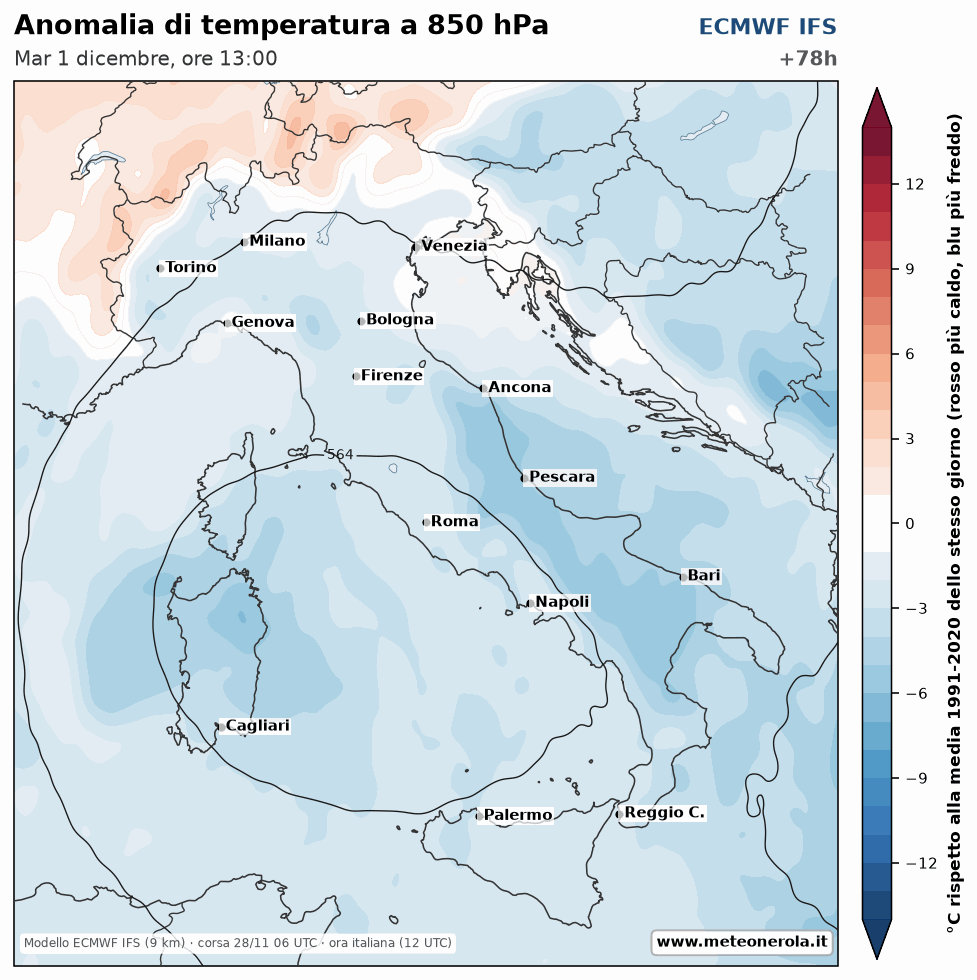 Anomalia di temperatura a 850 hPa
ECMWF IFS
Mar 1 dicembre, ore 13:00
+78h
Milano
Venezia
Torino
Genova
Bologna
Firenze
Ancona
564
Pescara
Roma
Bari
Napoli
Cagliari
Palermo
Reggio C.
12
9
6
3
0
−3
−6
−9
−12
°C rispetto alla media 1991-2020 dello stesso giorno (rosso più caldo, blu più freddo)
Modello ECMWF IFS (9 km) · corsa 28/11 06 UTC · ora italiana (12 UTC)
www.meteonerola.it